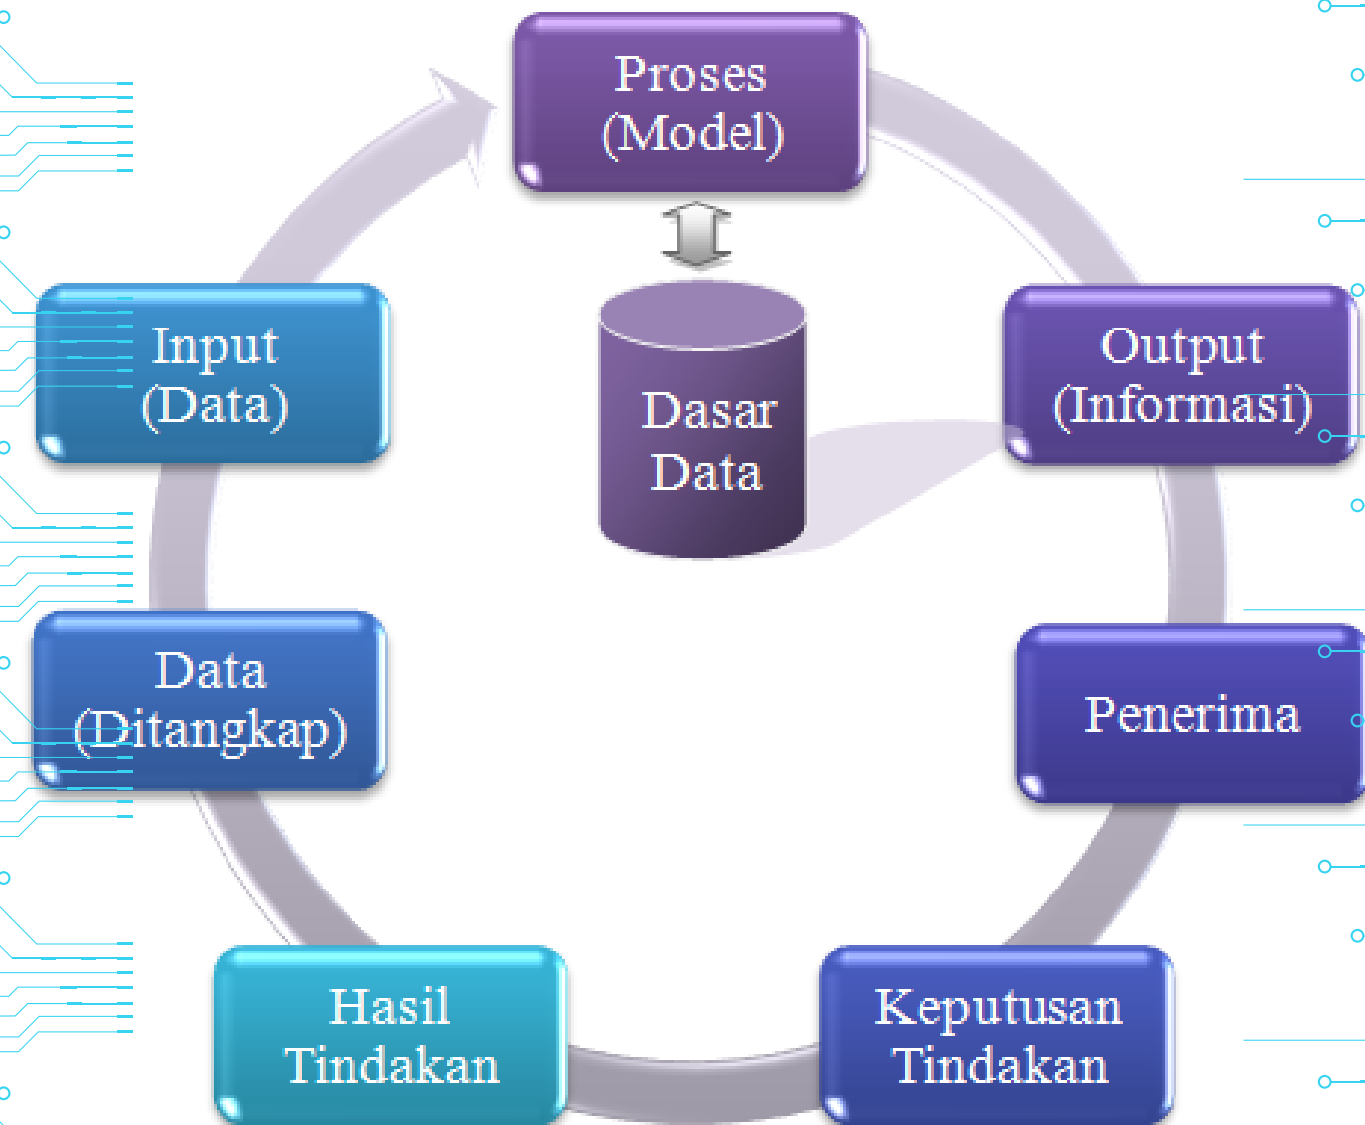 Proses
(Model)
Input
(Data)
Output
(Informasi)
Dasar
Data
Data
(Ditangkap)
Penerima
Hasil
Tindakan
Keputusan
Tindakan